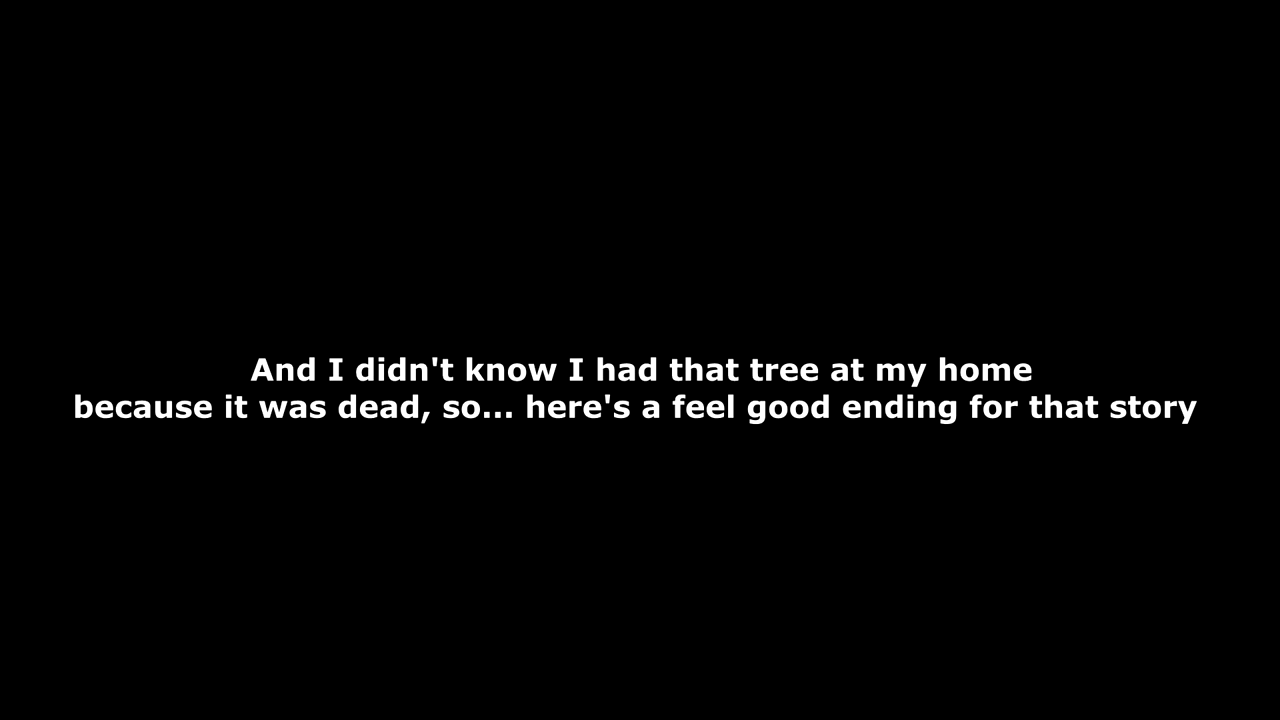 And I didn't know I had that tree at my home
because it was dead, so... here's a feel good ending for that story